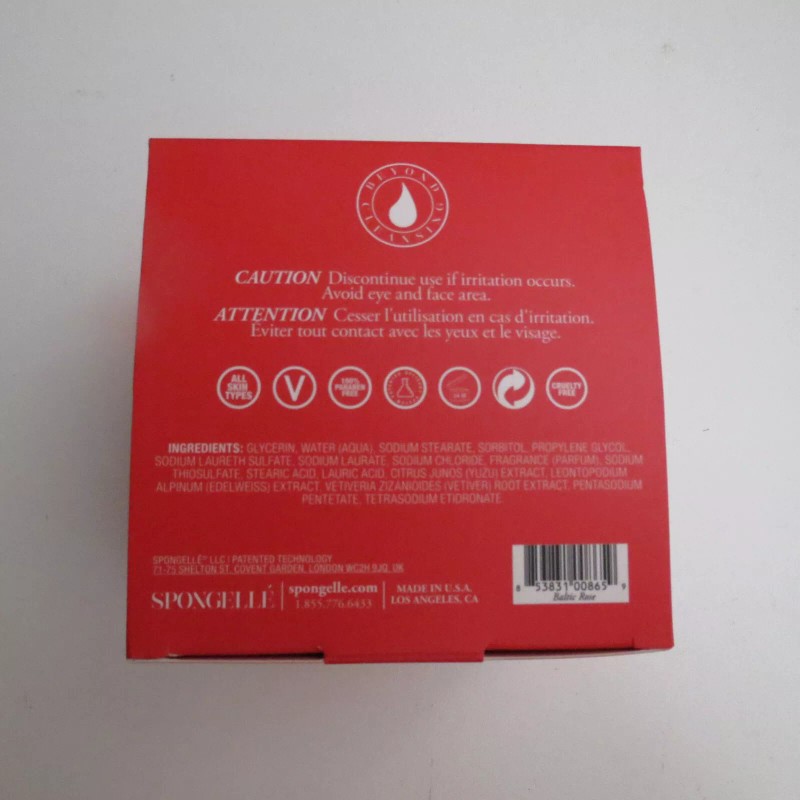 BEYOND CLEANSING
CAUTION Discontinue use if irritation occurs.
Avoid eye and face area.
ATTENTION Cesser l'utilisation en cas d'irritation.
Éviter tout contact avec les yeux et le visage.
ALL
SKIN
TYPES
V
100%
PARABEN
FREE
CRUELTY
FREE
INGREDIENTS: GLYCERIN, WATER (AQUA), SODIUM STEARATE, SORBITOL, PROPYLENE GLYCOL,
SODIUM LAURETH SULFATE, SODIUM LAURATE, SODIUM CHLORIDE, FRAGRANCE (PARFUM), SODIUM
THIOSULFATE, STEARIC ACID, LAURIC ACID, CITRUS JUNOS (YUZU) EXTRACT, LEONTOPODIUM
ALPINUM (EDELWEISS) EXTRACT, VETIVERIA ZIZANIOIDES (VETIVER) ROOT EXTRACT, PENTASODIUM
PENTETATE, TETRASODIUM ETIDRONATE.
SPONGELLÉ™ LLC | PATENTED TECHNOLOGY
71-75 SHELTON ST. COVENT GARDEN, LONDON WC2H 9JQ, UK
SPONGELLÉ
spongelle.com
1.855.776.6433
MADE IN U.S.A.
LOS ANGELES, CA
8 53831 00865 9
Baltic Rose